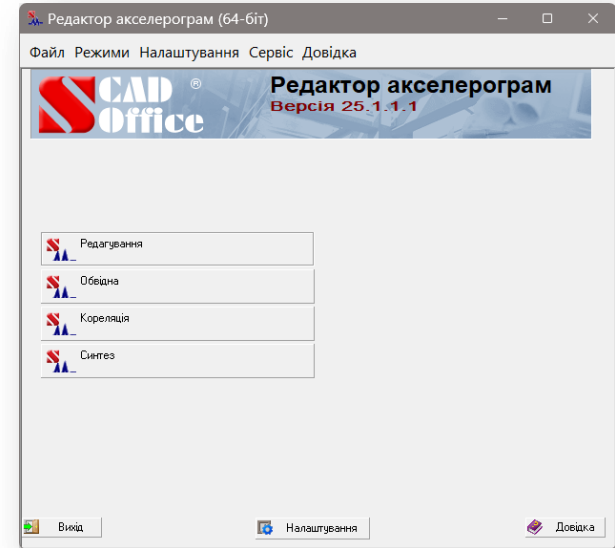 Редактор акселерограм (64-біт)
Файл Режими Налаштування Сервіс Довідка
SCAD ®
Office
Редактор акселерограм
Версія 25.1.1.1
Редагування
Обвідна
Кореляція
Синтез
Вихід
Налаштування
Довідка